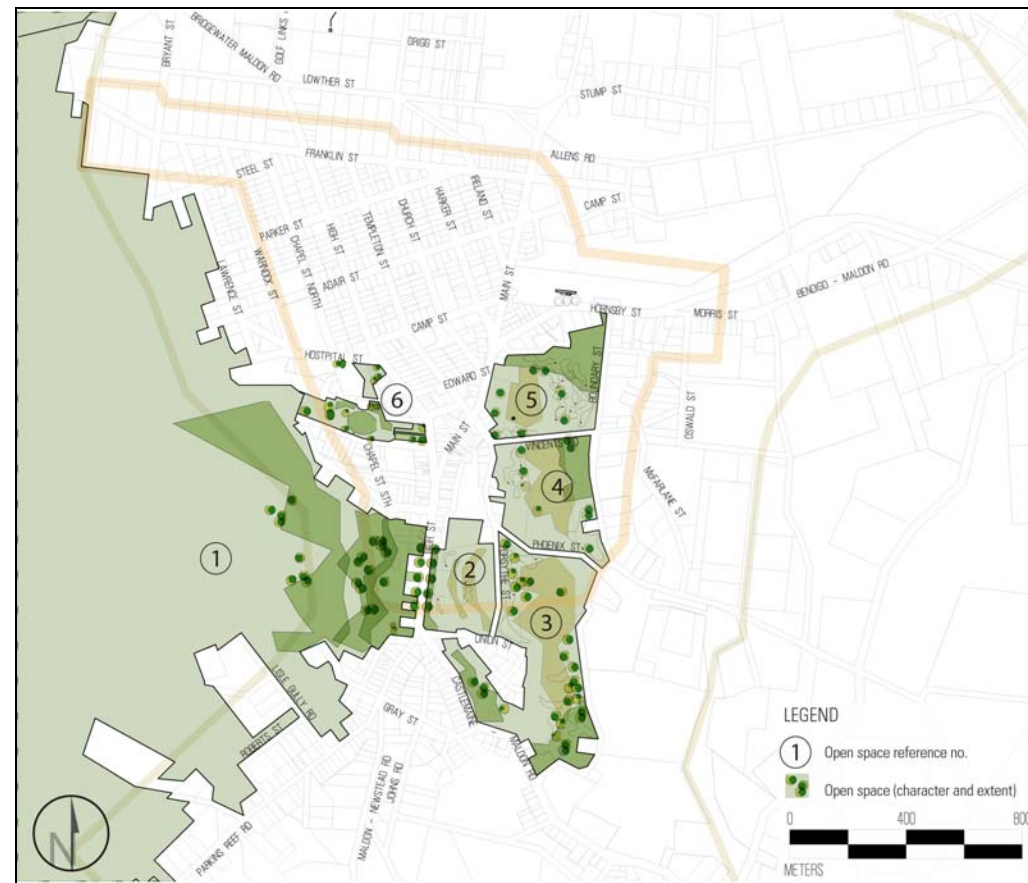 BRYANT ST
BRIDGEWATER MALDON RD
GOLF LINKS
GRIGG ST
LOWTHER ST
STUMP ST
FRANKLIN ST
ALLENS RD
STEEL ST
IRELAND ST
HARKER ST
CHURCH ST
TEMPLETON ST
HIGH ST
CHAPEL ST NORTH
PARKER ST
CAMP ST
WARNOCK ST
LAWRENCE ST
ADAIR ST
MAIN ST
BENDIGO - MALDON RD
HORNSBY ST
MORRIS ST
CAMP ST
HOSTPITAL ST
EDWARD ST
BOUNDARY ST
OSWALD ST
6
5
MAIN ST
CHAPEL ST STH
4
McFARLANE ST
PHOENIX ST
1
HIGH ST
2
3
UNION ST
LISLE GULLY RD
ROBERTS ST
GRAY ST
CASTLEMAINE
MALDON RD
MALDON - NEWSTEAD RD
JOHNS RD
PARKINS REEF RD
N
LEGEND
1 Open space reference no.
Open space (character and extent)
0 400 800
METERS